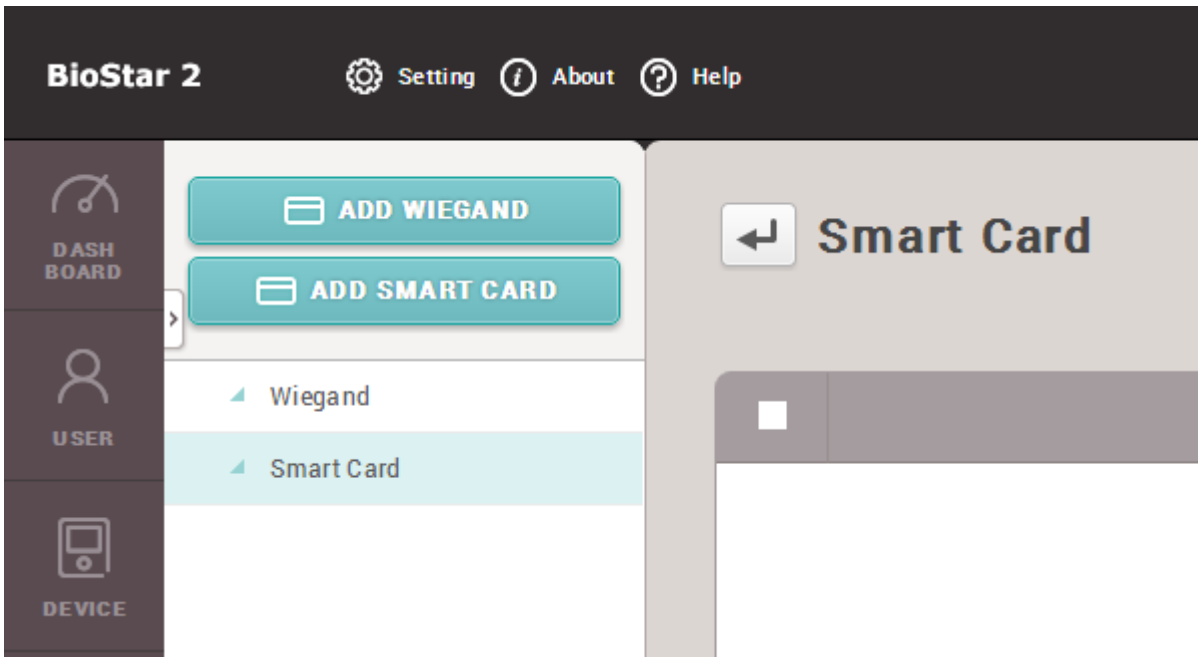 BioStar 2
Setting
About
Help
DASH
BOARD
USER
DEVICE
ADD WIEGAND
ADD SMART CARD
Wiegand
Smart Card
Smart Card